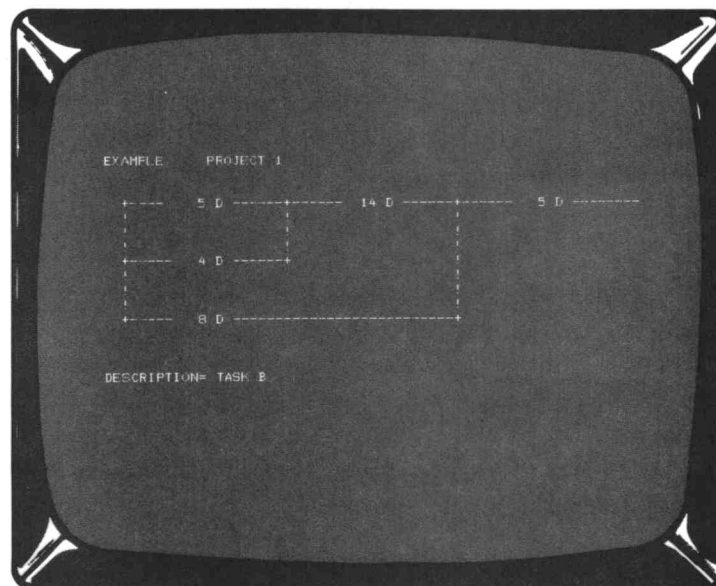 EXAMPLE PROJECT 1
5 D 14 D 5 D
4 D
8 D
DESCRIPTION= TASK B